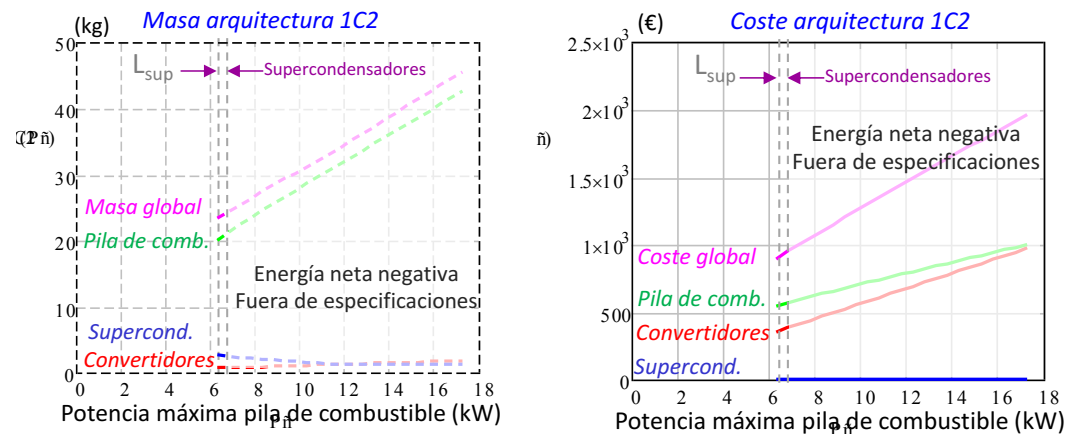 (kg)
Masa arquitectura 1C2
50
40
30
20
10
0
L_sup
Supercondensadores
Masa global
Pila de comb.
Energía neta negativa
Fuera de especificaciones
Supercond.
Convertidores
0 2 4 6 8 10 12 14 16 18
Potencia máxima pila de combustible (kW)
(€)
Coste arquitectura 1C2
2.5×10³
2×10³
1.5×10³
1×10³
500
0
L_sup
Supercondensadores
Energía neta negativa
Fuera de especificaciones
Coste global
Pila de comb.
Convertidores
Supercond.
0 2 4 6 8 10 12 14 16 18
Potencia máxima pila de combustible (kW)